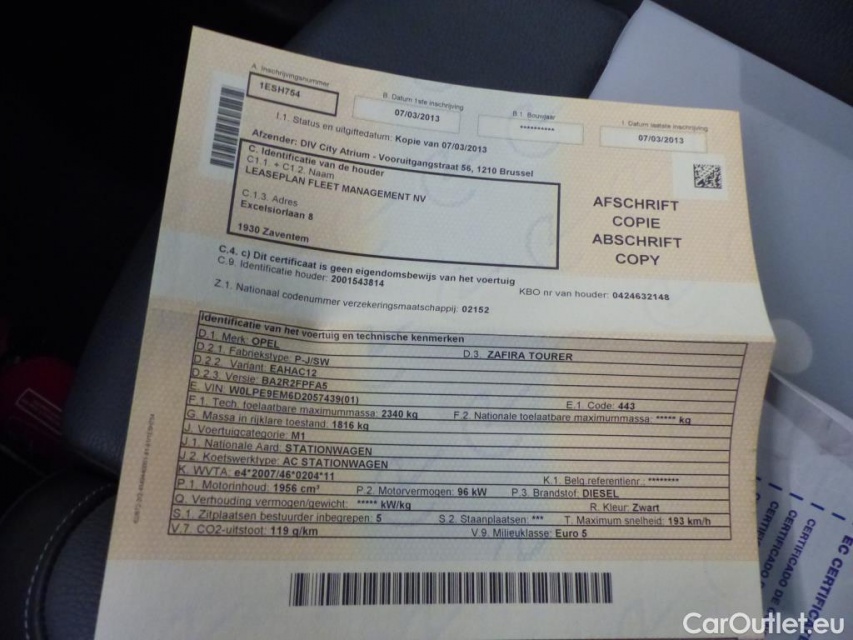 A. Inschrijvingsnummer
1ESH754
B. Datum 1ste inschrijving
07/03/2013
B.1. Bouwjaar
**********
I. Datum laatste inschrijving
07/03/2013
I.1. Status en uitgiftedatum: Kopie van 07/03/2013
Afzender: DIV City Atrium - Vooruitgangstraat 56, 1210 Brussel
C. Identificatie van de houder
C1.1. + C1.2. Naam
LEASEPLAN FLEET MANAGEMENT NV
C.1.3. Adres
Excelsiorlaan 8
1930 Zaventem
AFSCHRIFT
COPIE
ABSCHRIFT
COPY
C.4. c) Dit certificaat is geen eigendomsbewijs van het voertuig
C.9. Identificatie houder: 2001543814
KBO nr van houder: 0424632148
Z.1. Nationaal codenummer verzekeringsmaatschappij: 02152
Identificatie van het voertuig en technische kenmerken
D.1. Merk: OPEL
D.3. ZAFIRA TOURER
D.2.1. Fabriekstype: P-J/SW
D.2.2. Variant: EAHAC12
D.2.3. Versie: BA2R2FPFA5
E. VIN: W0LPE9EM6D2057439(01)
E.1. Code: 443
F.1. Tech. toelaatbare maximummassa: 2340 kg
F.2. Nationale toelaatbare maximummassa: ***** kg
G. Massa in rijklare toestand: 1816 kg
J. Voertuigcategorie: M1
J.1. Nationale Aard: STATIONWAGEN
J.2. Koetswerktype: AC STATIONWAGEN
K. WVTA: e4*2007/46*0204*11
K.1. Belg.referentienr.: ********
P.1. Motorinhoud: 1956 cm³
P.2. Motorvermogen: 96 kW
P.3. Brandstof: DIESEL
Q. Verhouding vermogen/gewicht: ***** kW/kg
R. Kleur: Zwart
S.1. Zitplaatsen bestuurder inbegrepen: 5
S.2. Staanplaatsen: ***
T. Maximum snelheid: 193 km/h
V.7. CO2-uitstoot: 119 g/km
V.9. Milieuklasse: Euro 5
EC CERTIFICA
CERTIFICADO DE C
CERTIFICADO
CERTIF
CarOutlet.eu